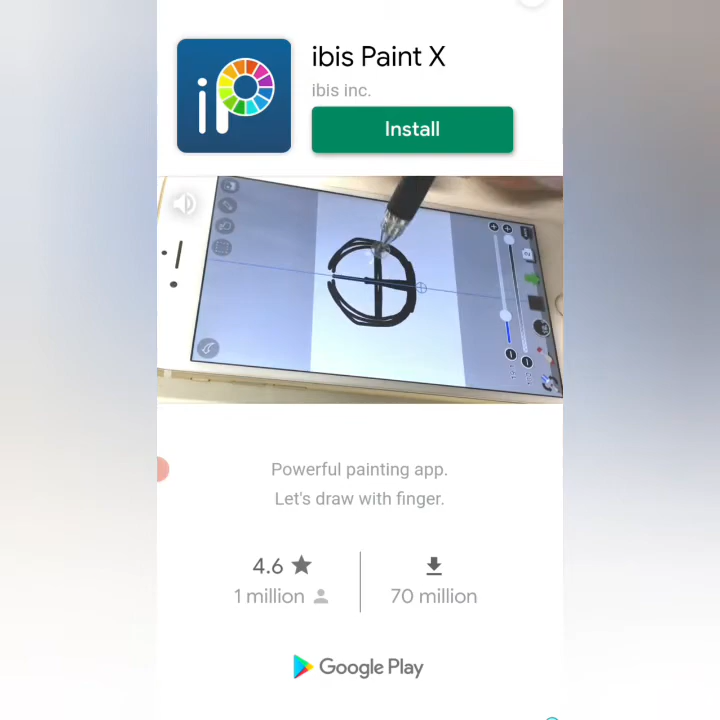 ibis Paint X
ibis inc.
Install
Powerful painting app.
Let's draw with finger.
4.6
1 million
70 million
Google Play